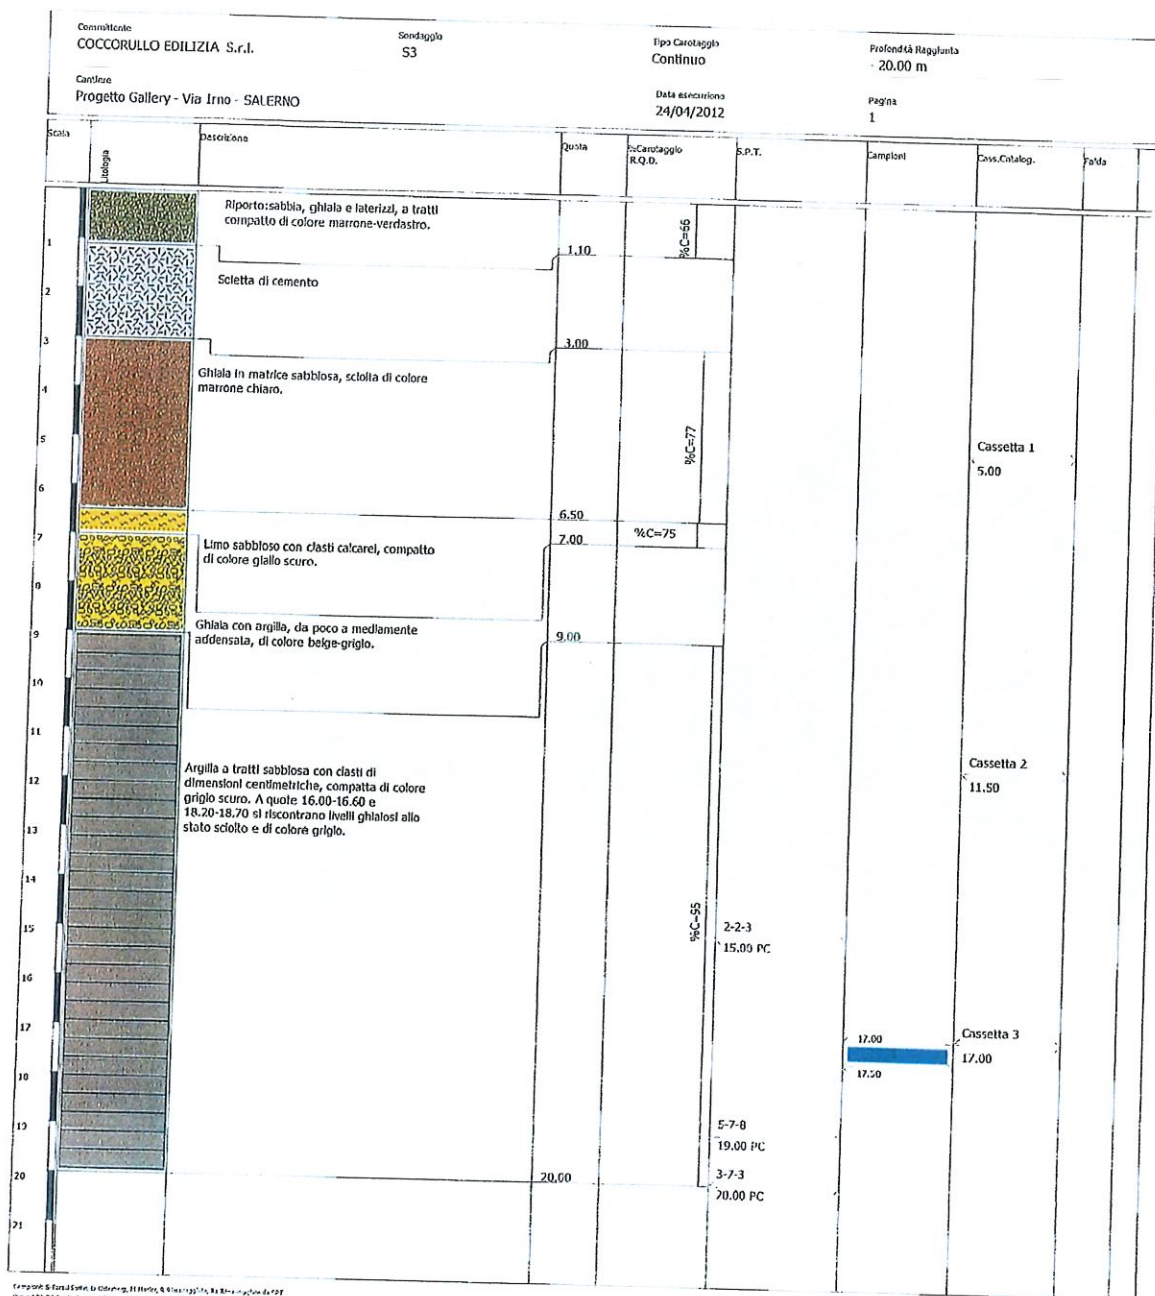 Committente
COCCORULLO EDILIZIA S.r.l.
Sondaggio
S3
Tipo Carotaggio
Continuo
Profondità Raggiunta
- 20.00 m
Cantiere
Progetto Gallery - Via Irno - SALERNO
Data esecuzione
24/04/2012
Pagina
1
Scala
Litologia
Descrizione
Quota
%Carotaggio
R.Q.D.
S.P.T.
Campioni
Cass.Catalog.
Falda
Riporto:sabbia, ghiaia e laterizzi, a tratti
compatto di colore marrone-verdastro.
%C=66
1
1.10
Scletta di cemento
2
3
3.00
Ghiaia in matrice sabbiosa, sciolta di colore
marrone chiaro.
4
%C=77
5
Cassetta 1
5.00
6
6.50
%C=75
7
7.00
Limo sabbioso con clasti calcarei, compatto
di colore giallo scuro.
8
9
Ghiaia con argilla, da poco a mediamente
addensata, di colore beige-grigio.
9.00
10
11
Argilla a tratti sabbiosa con clasti di
dimensioni centimetriche, compatta di colore
grigio scuro. A quote 16.00-16.60 e
18.20-18.70 si riscontrano livelli ghiaiosi allo
stato sciolto e di colore grigio.
Cassetta 2
11.50
12
13
14
%C=95
15
2-2-3
15.00 PC
16
17
17.00
17.50
Cassetta 3
17.00
18
19
5-7-8
19.00 PC
20
20.00
3-7-3
20.00 PC
21